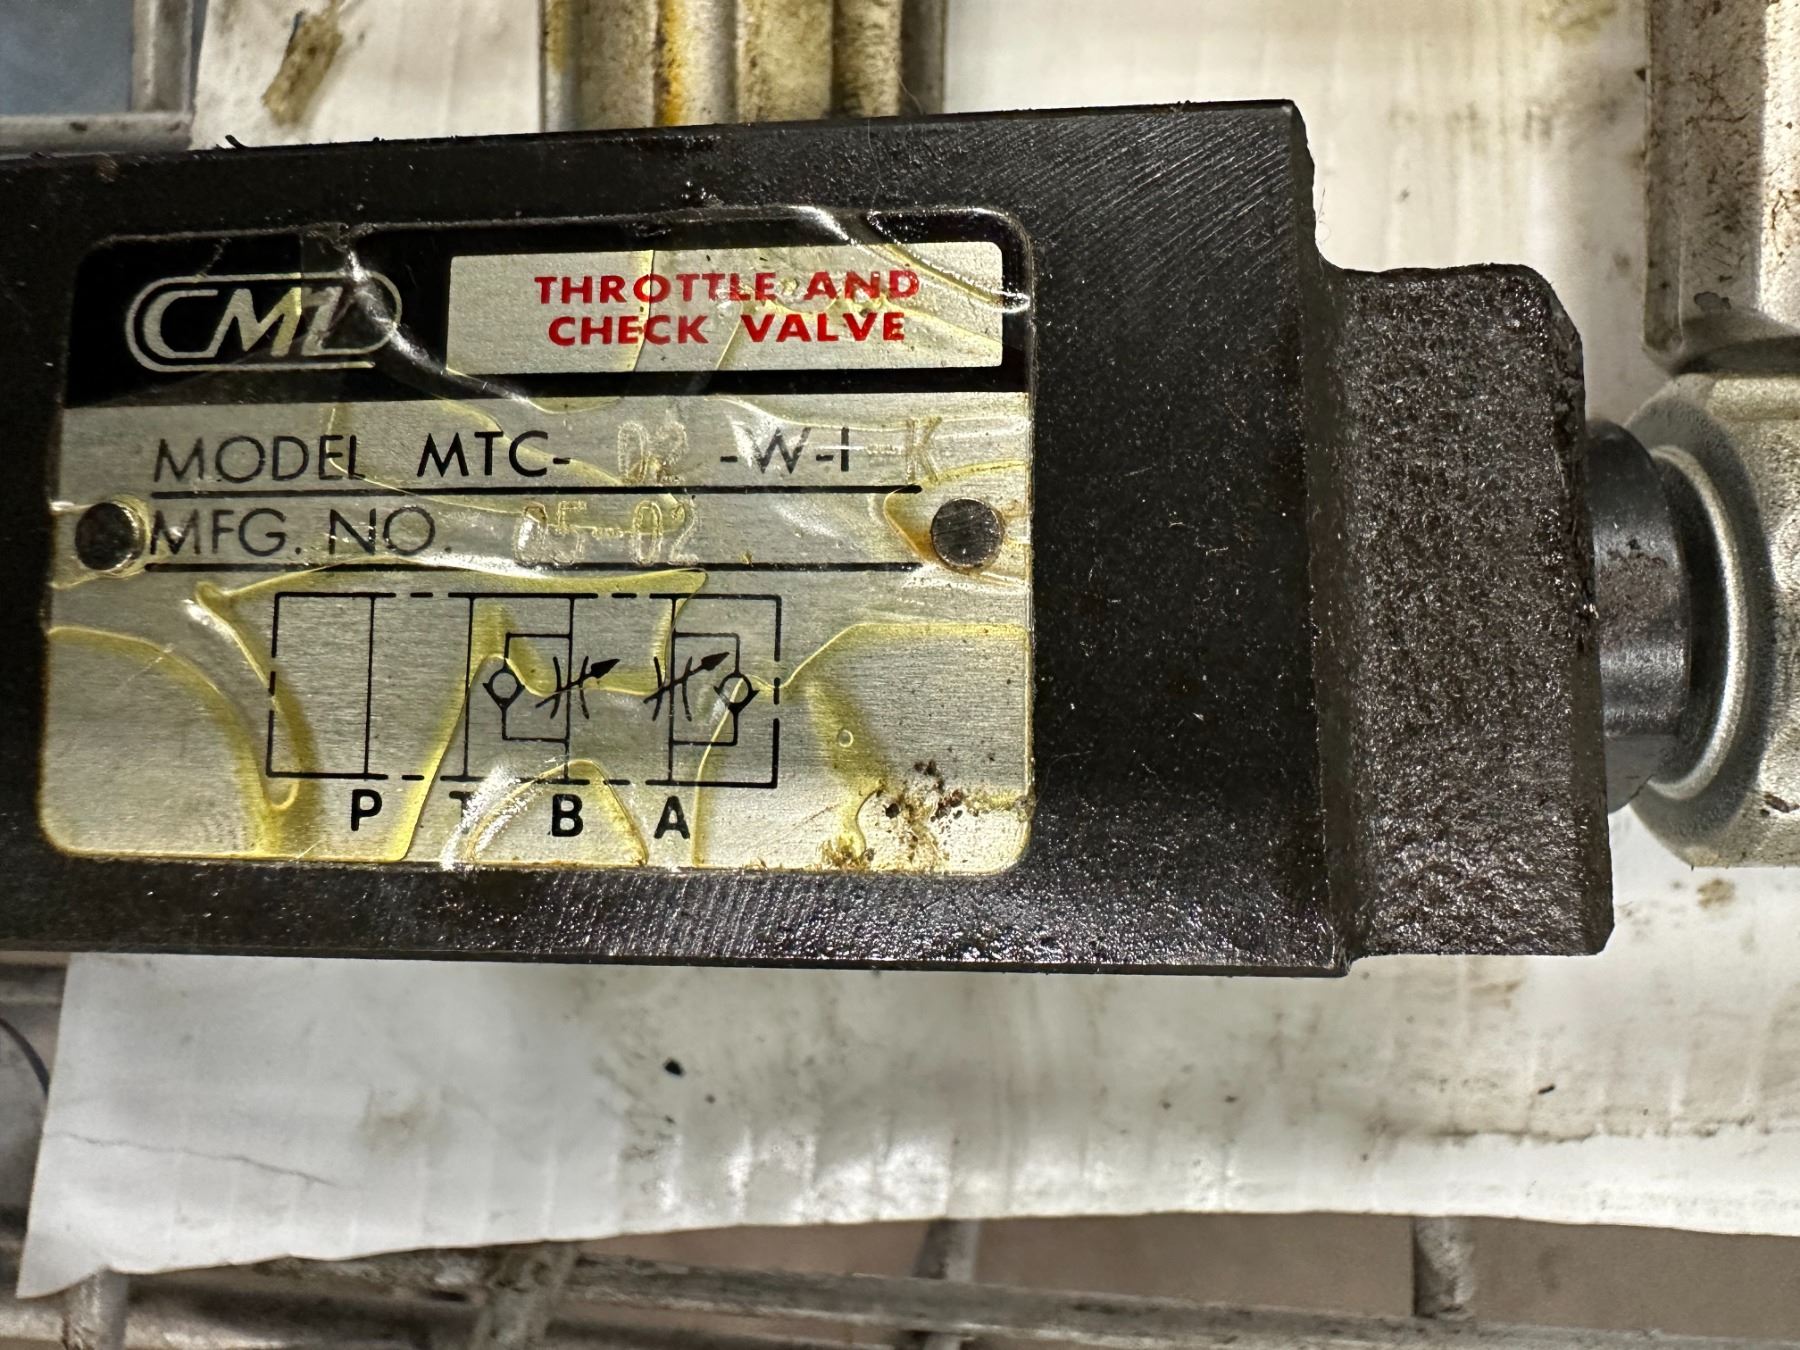 CML
THROTTLE AND
CHECK VALVE
MODEL MTC-02-W-I-K
MFG. NO. 05-02
P T B A